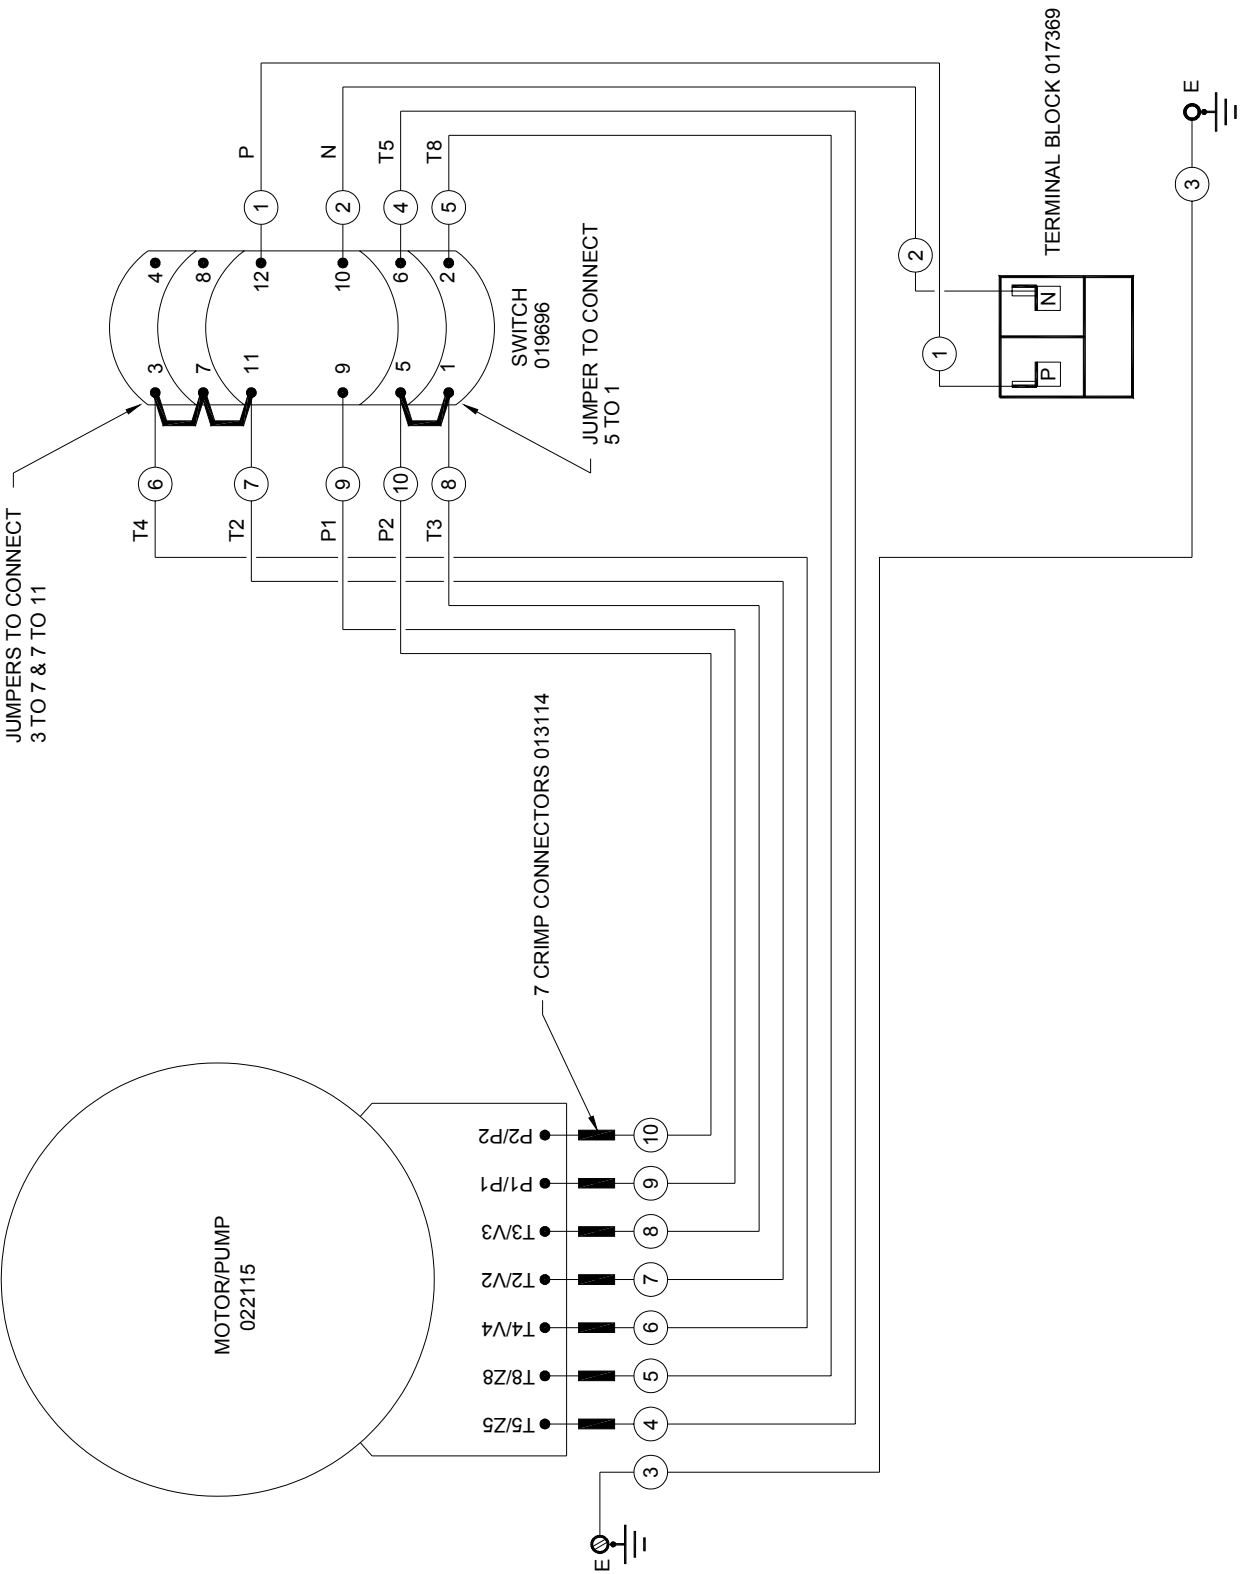 JUMPERS TO CONNECT
3 TO 7 & 7 TO 11
T4
T2
P1
P2
T3
6
7
9
10
8
3
7
11
9
5
1
4
8
12
10
6
2
1
2
4
5
P
N
T5
T8
SWITCH
019696
JUMPER TO CONNECT
5 TO 1
MOTOR/PUMP
022115
7 CRIMP CONNECTORS 013114
P2/P2
P1/P1
T3/V3
T2/V2
T4/V4
T8/Z8
T5/Z5
10
9
8
7
6
5
4
3
E
TERMINAL BLOCK 017369
2
1
P
N
3
E